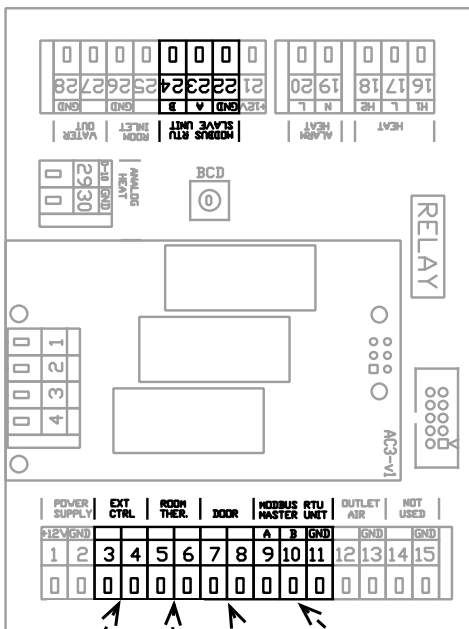 28 27 26 25 24 23 22 21 20 19 18 17 16
GND GND B A GND +12V L N H2 L H1
WATER OUT ROOM INLET MODBUS RTU SLAVE UNIT ALARM HEAT HEAT
29 0-10
30 GND
ANALOG HEAT
BCD
RELAY
1
2
3
4
AC3-v1
POWER SUPPLY EXT CTRL ROOM THER. DOOR MODBUS RTU MASTER UNIT OUTLET AIR NOT USED
+12V GND A B GND GND GND
1 2 3 4 5 6 7 8 9 10 11 12 13 14 15